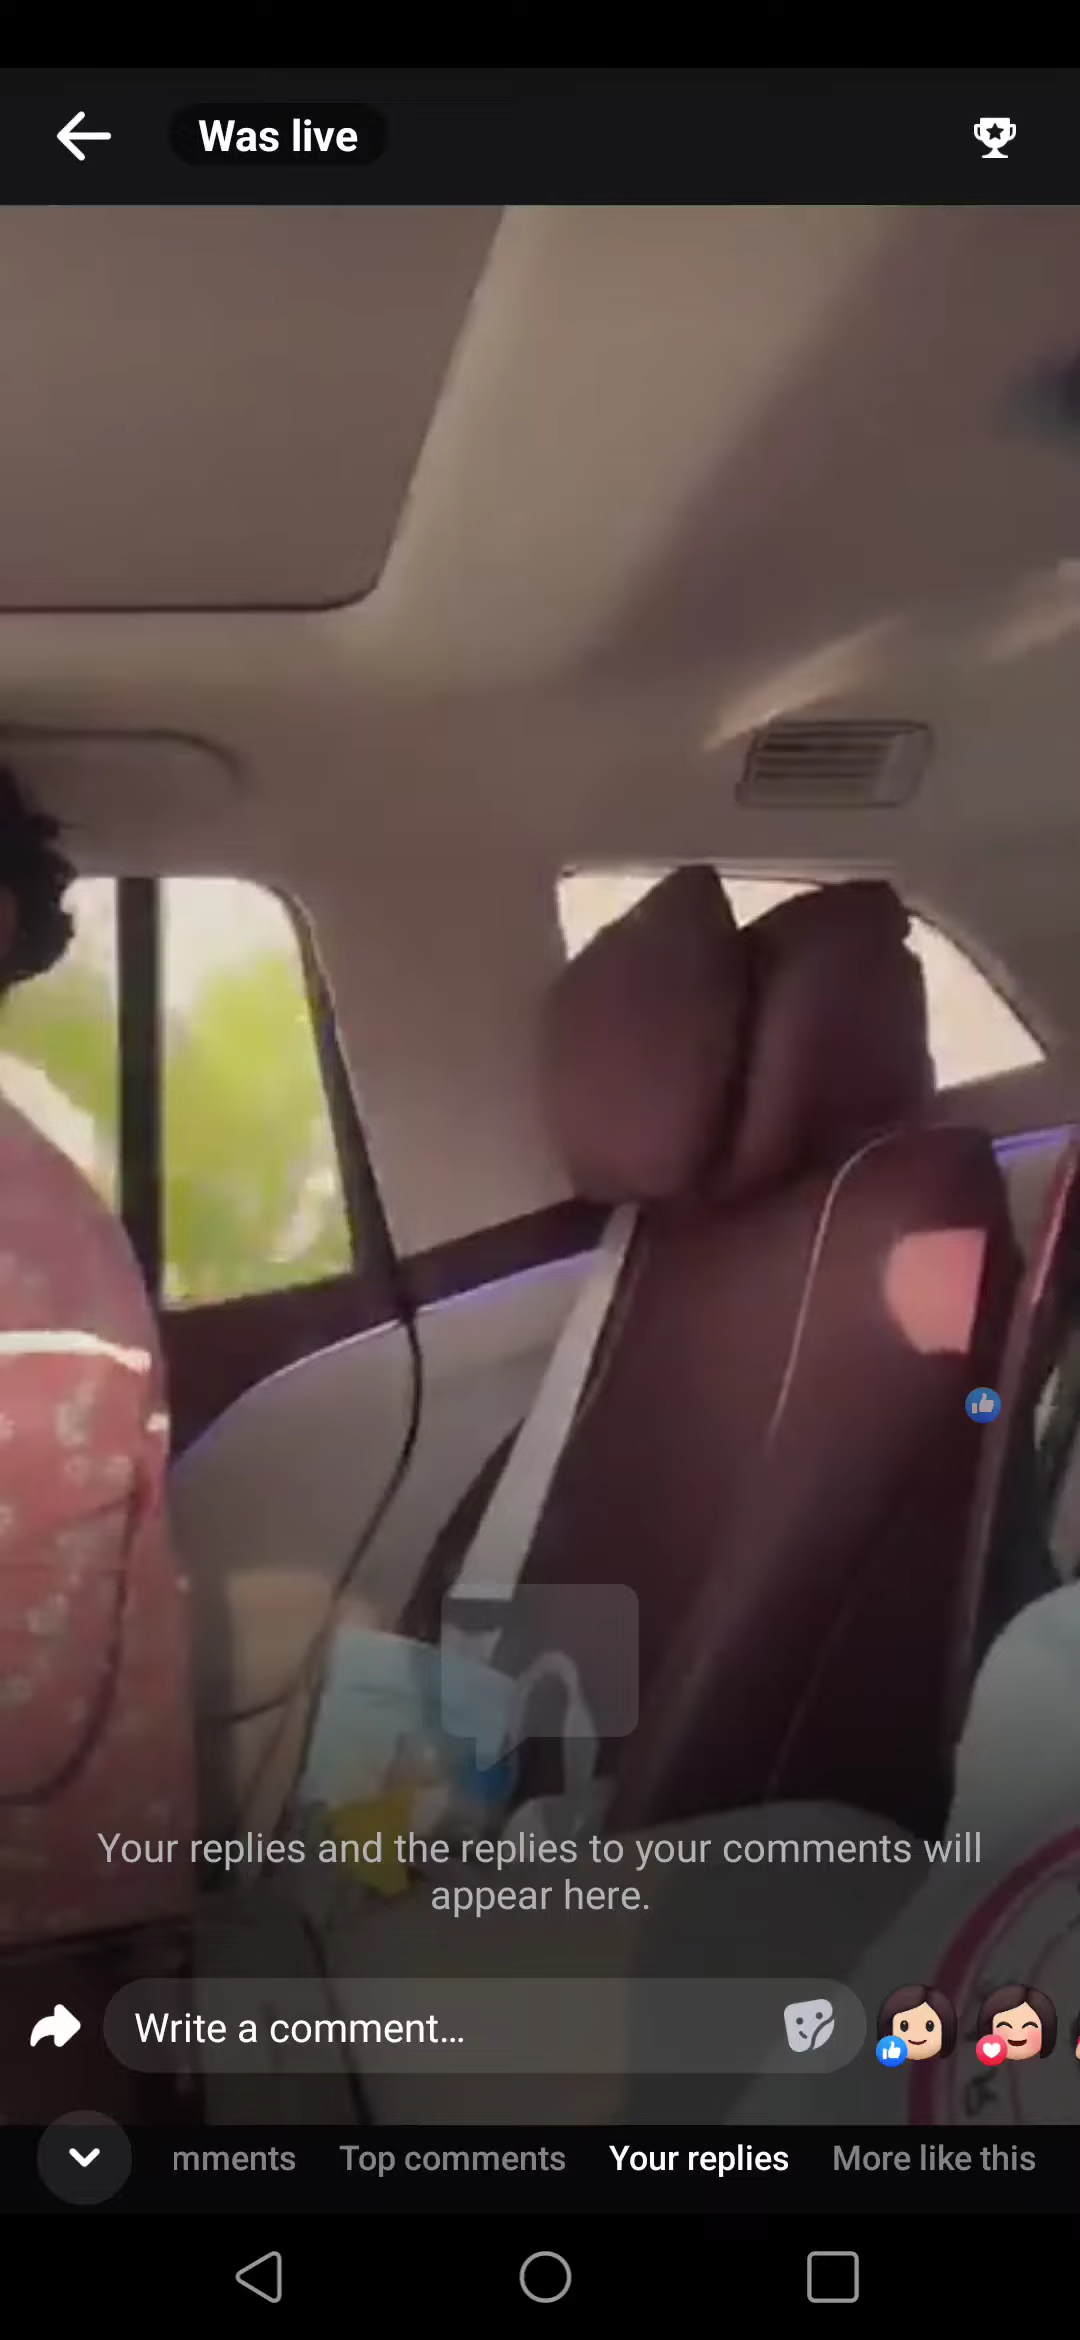 Was live
Your replies and the replies to your comments will
appear here.
Write a comment...
mments Top comments Your replies More like this